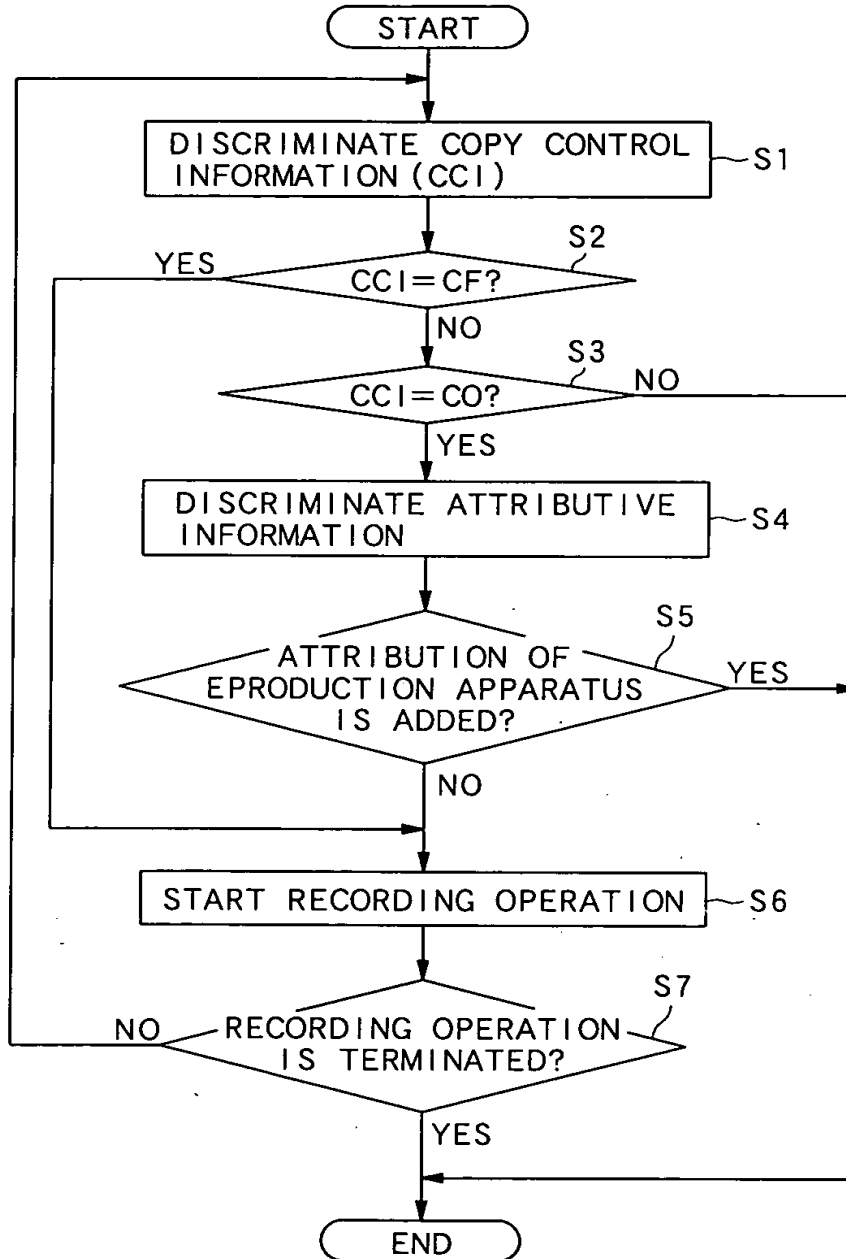 START
DISCRIMINATE COPY CONTROL
INFORMATION(CCI)
S1
S2
YES
CCI=CF?
NO
S3
CCI=CO?
NO
YES
DISCRIMINATE ATTRIBUTIVE
INFORMATION
S4
S5
ATTRIBUTION OF
EPRODUCTION APPARATUS
IS ADDED?
YES
NO
START RECORDING OPERATION
S6
S7
NO
RECORDING OPERATION
IS TERMINATED?
YES
END